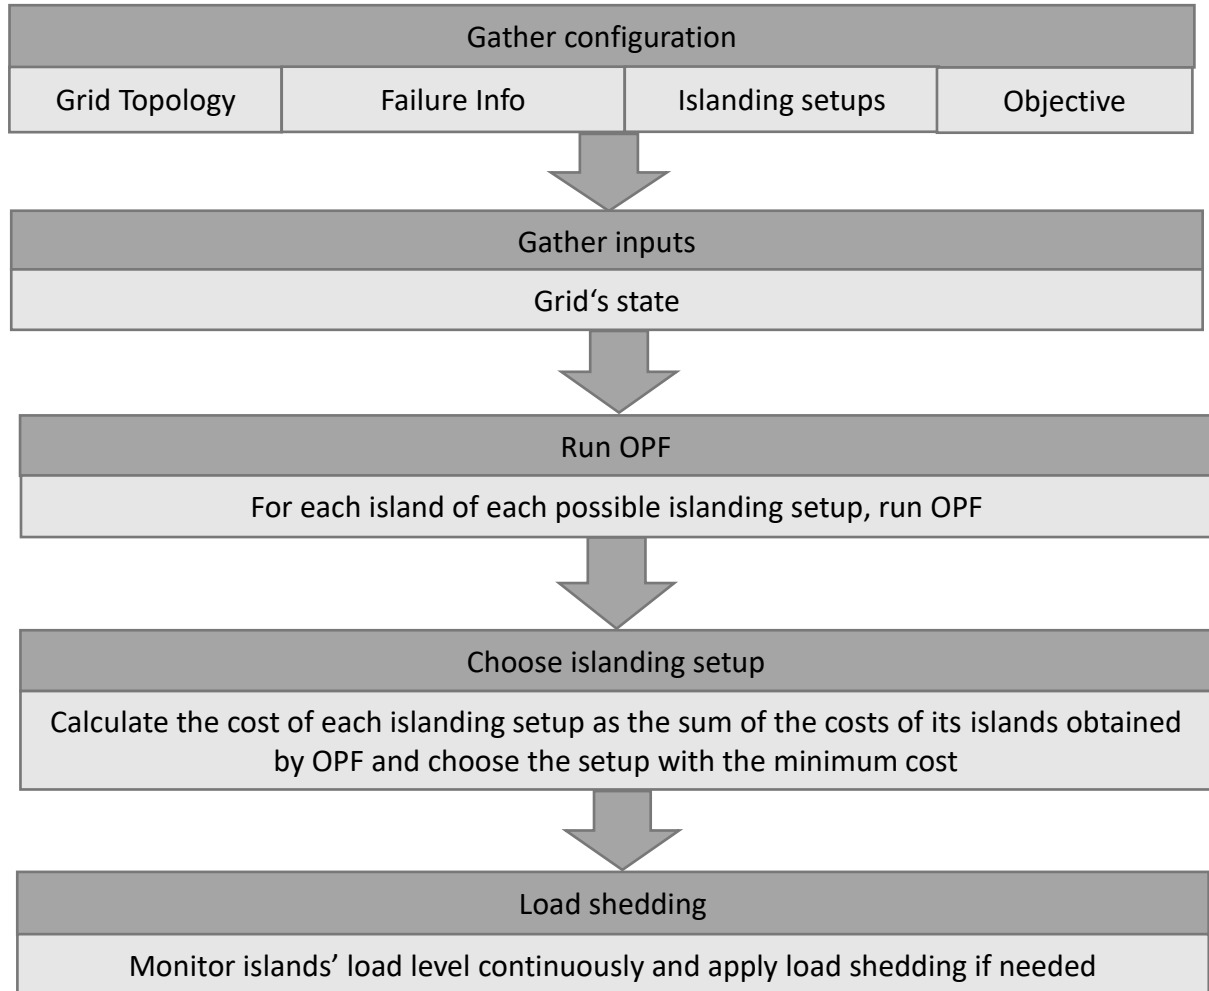 Gather configuration
Grid Topology
Failure Info
Islanding setups
Objective
Gather inputs
Grid‘s state
Run OPF
For each island of each possible islanding setup, run OPF
Choose islanding setup
Calculate the cost of each islanding setup as the sum of the costs of its islands obtained
by OPF and choose the setup with the minimum cost
Load shedding
Monitor islands’ load level continuously and apply load shedding if needed